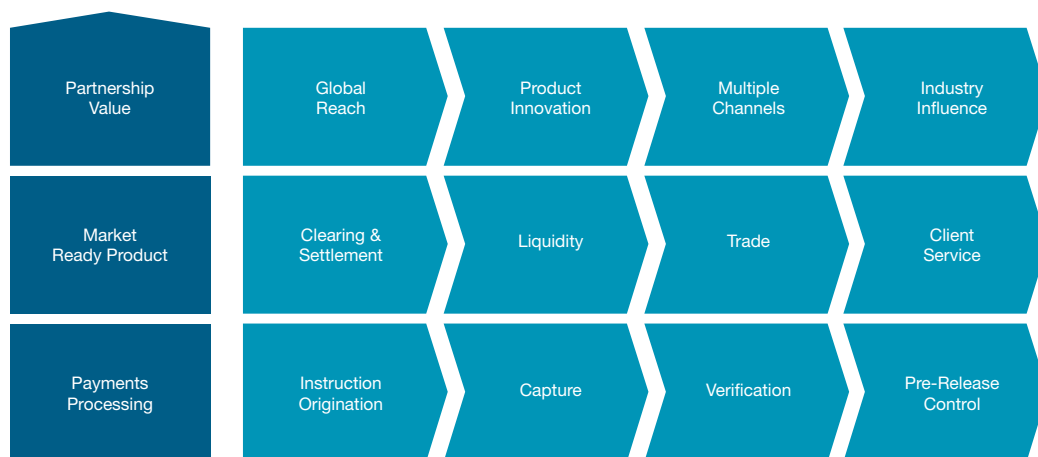 Partnership
Value
Global
Reach
Product
Innovation
Multiple
Channels
Industry
Influence
Market
Ready Product
Clearing &
Settlement
Liquidity
Trade
Client
Service
Payments
Processing
Instruction
Origination
Capture
Verification
Pre-Release
Control